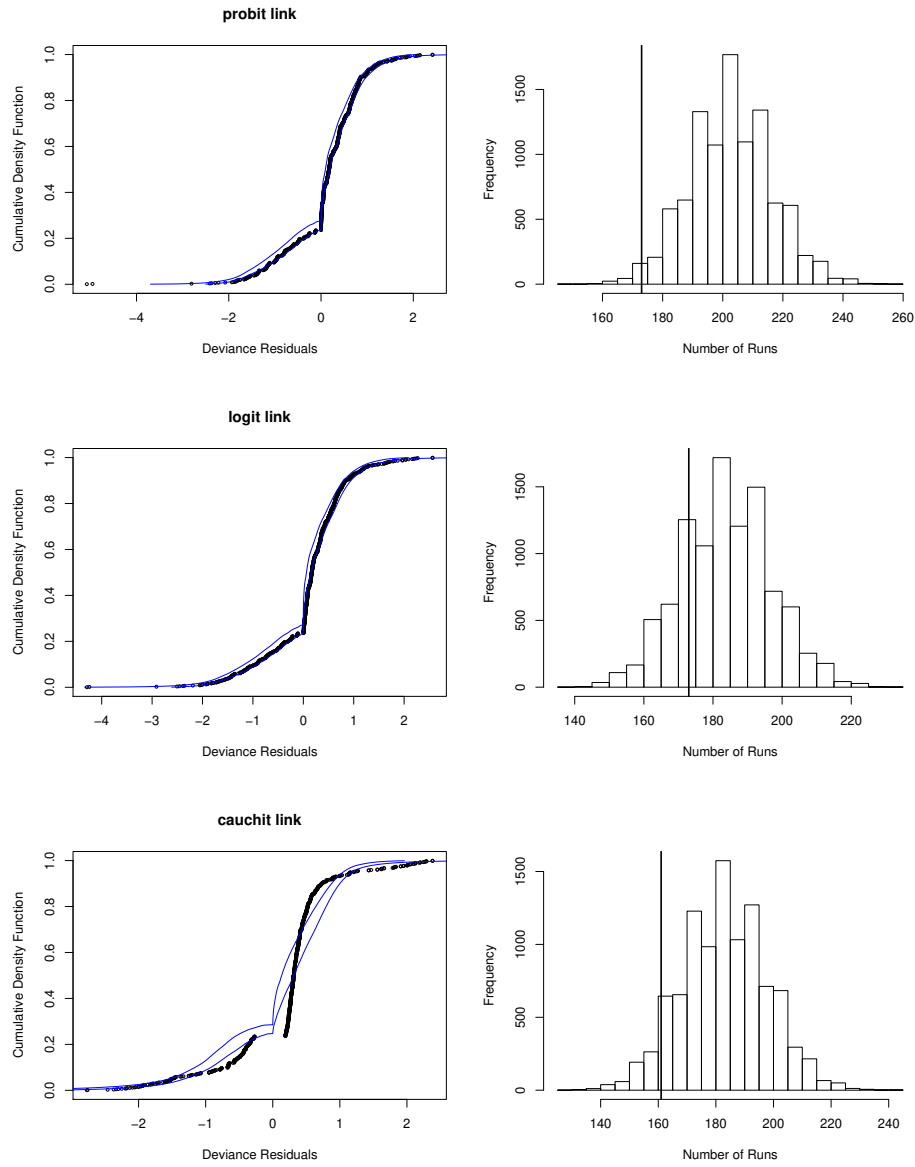 probit link
Cumulative Density Function
0.0 0.2 0.4 0.6 0.8 1.0
−4 −2 0 2
Deviance Residuals
Frequency
0 500 1000 1500
160 180 200 220 240 260
Number of Runs
logit link
Cumulative Density Function
0.0 0.2 0.4 0.6 0.8 1.0
−4 −3 −2 −1 0 1 2
Deviance Residuals
Frequency
0 500 1000 1500
140 160 180 200 220
Number of Runs
cauchit link
Cumulative Density Function
0.0 0.2 0.4 0.6 0.8 1.0
−2 −1 0 1 2
Deviance Residuals
Frequency
0 500 1000 1500
140 160 180 200 220 240
Number of Runs